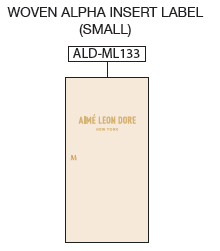 WOVEN ALPHA INSERT LABEL
(SMALL)
ALD-ML133
AIMÉ LEON DORE
NEW YORK
M